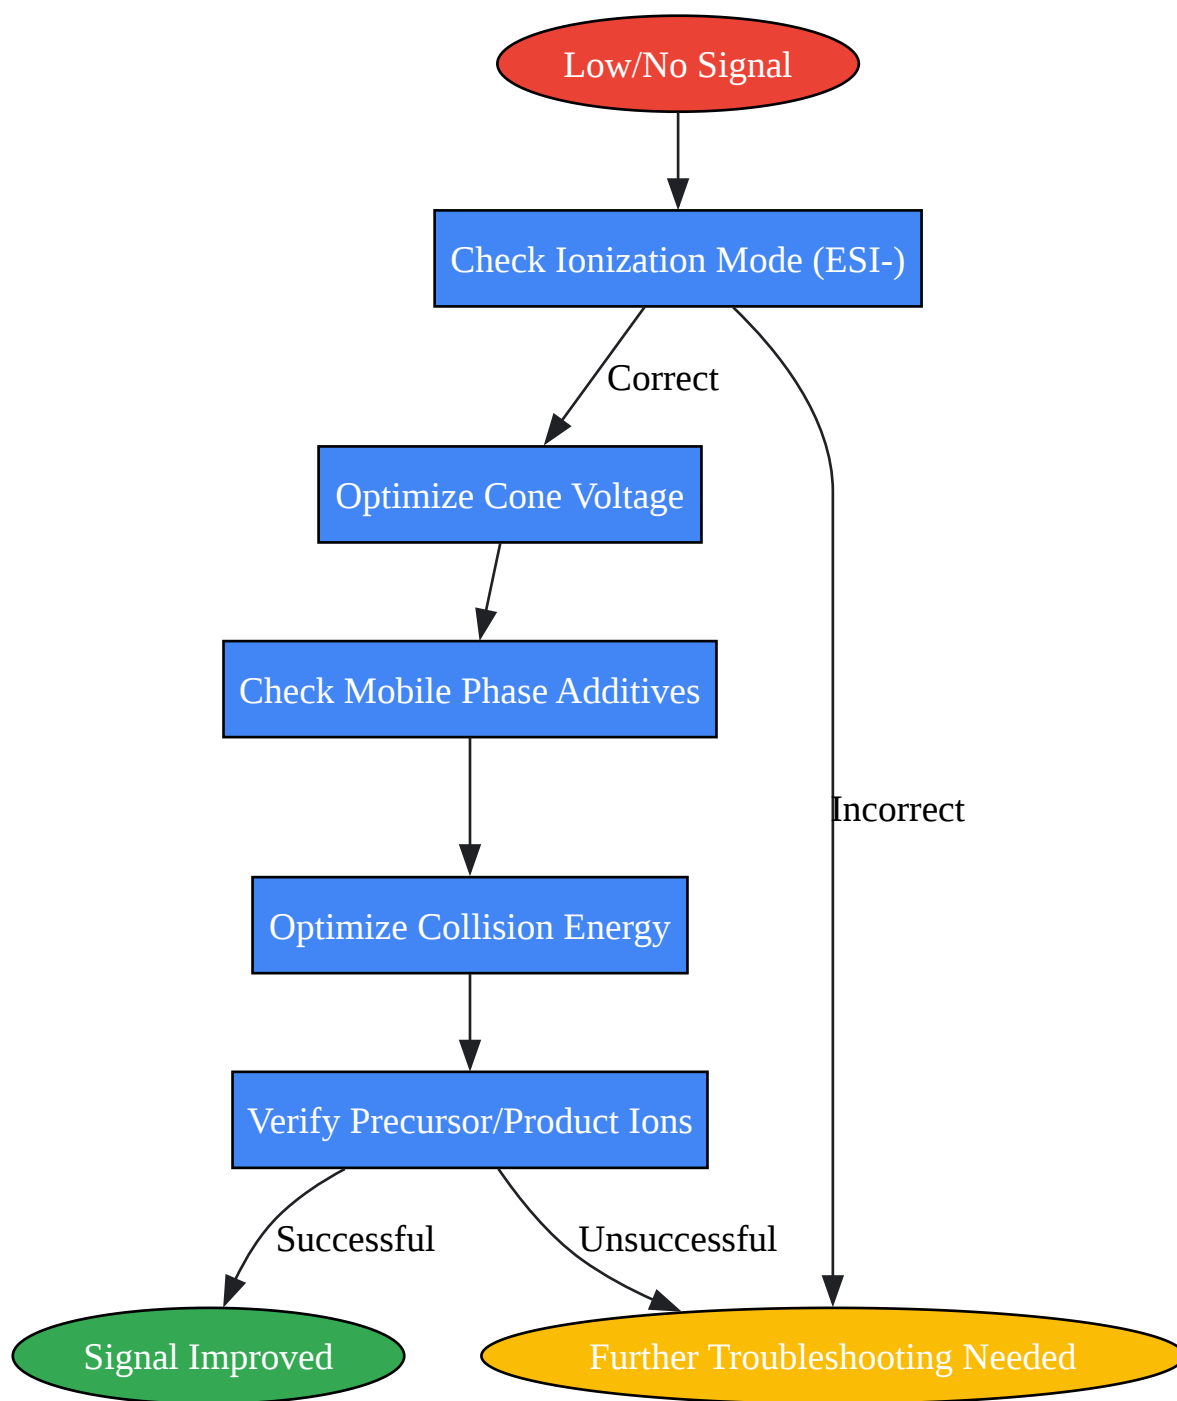 Low/No Signal
Check Ionization Mode (ESI-)
Correct
Optimize Cone Voltage
Check Mobile Phase Additives
Incorrect
Optimize Collision Energy
Verify Precursor/Product Ions
Successful
Unsuccessful
Signal Improved
Further Troubleshooting Needed